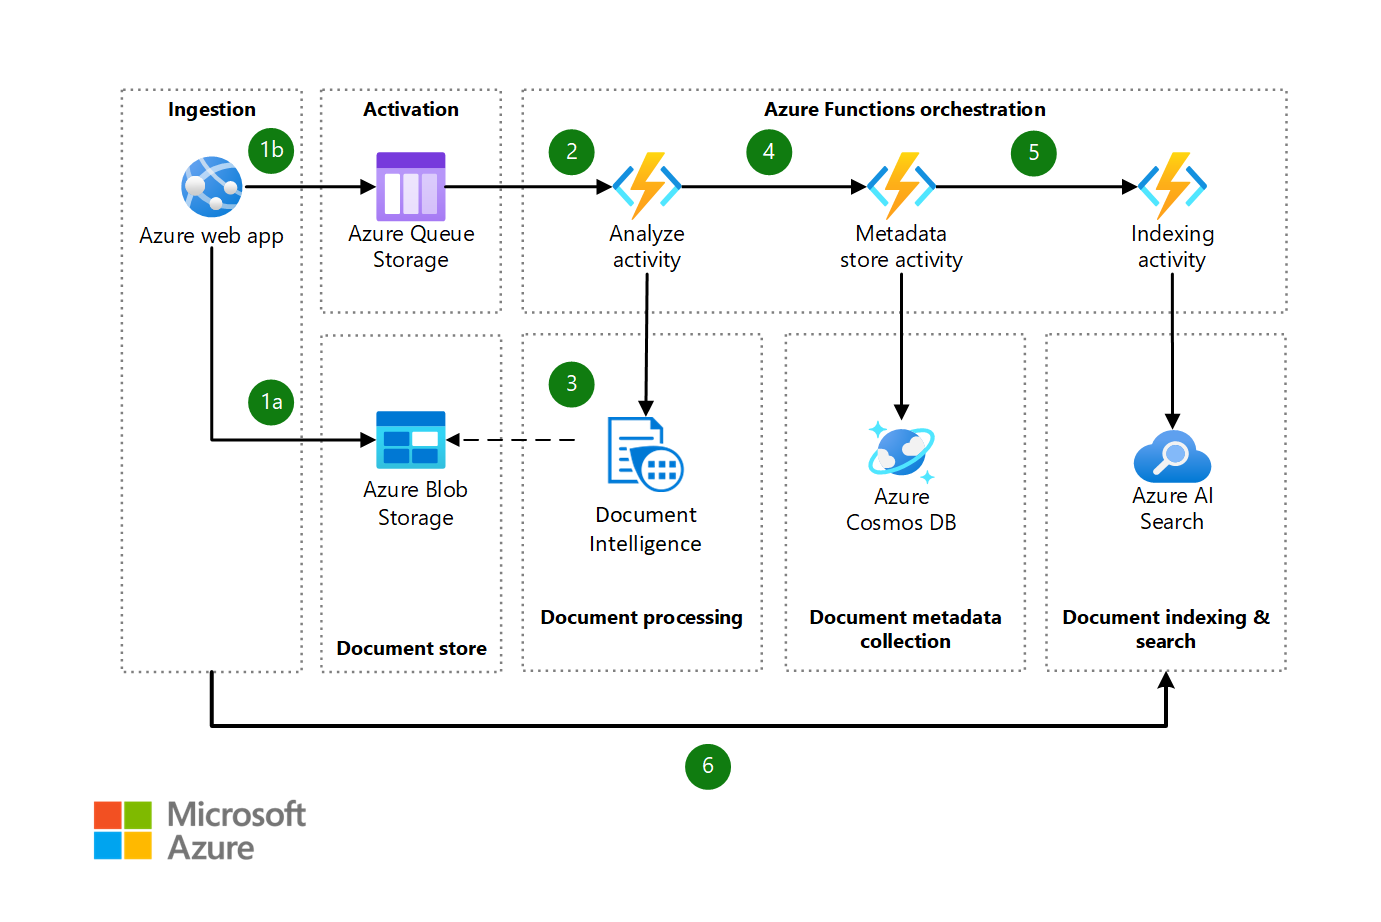 Ingestion
Activation
Azure Functions orchestration
1b
2
4
5
Azure web app
Azure Queue
Storage
Analyze
activity
Metadata
store activity
Indexing
activity
1a
3
Azure Blob
Storage
Document
Intelligence
Azure
Cosmos DB
Azure AI
Search
Document store
Document processing
Document metadata
collection
Document indexing &
search
6
Microsoft
Azure